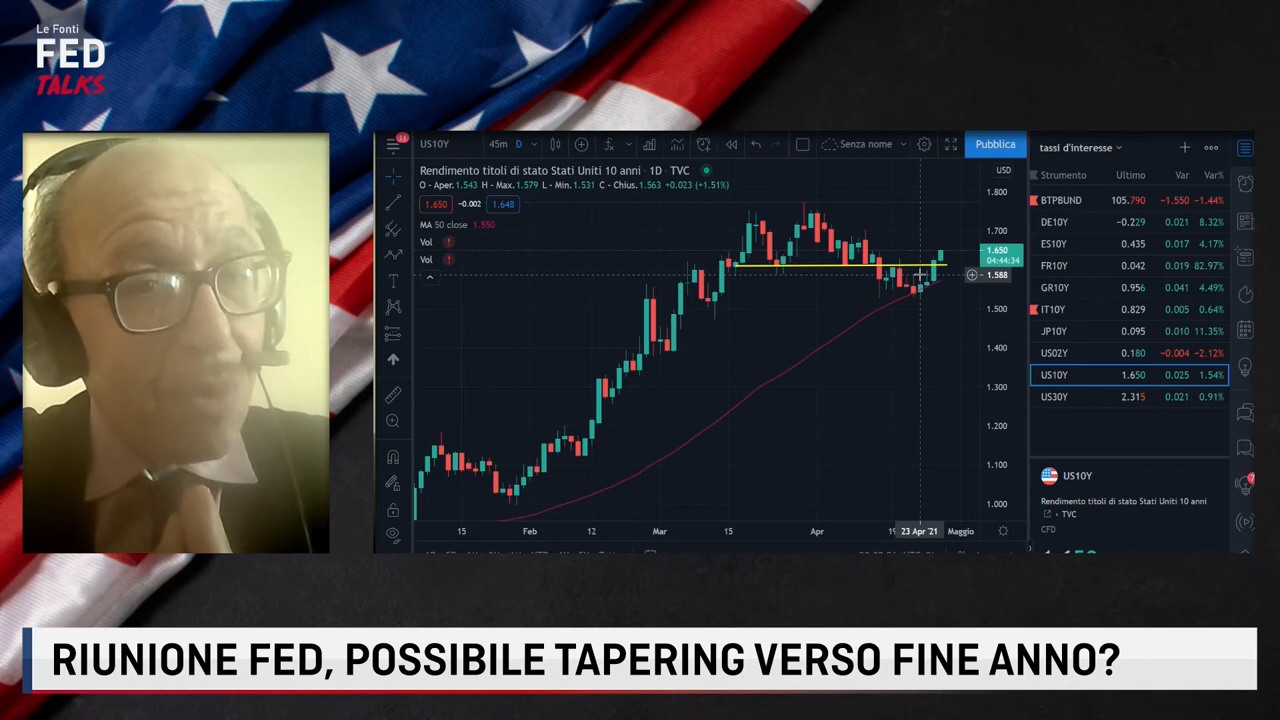 Le Fonti
FED
TALKS
11
US10Y
45m D
Senza nome
Pubblica
tassi d'interesse
Rendimento titoli di stato Stati Uniti 10 anni · 1D · TVC
O - Aper. 1.543 H - Max. 1.579 L - Min. 1.531 C - Chius. 1.563 +0.023 (+1.51%)
1.650 -0.002 1.648
MA 50 close 1.550
Vol
Vol
USD
1.800
1.700
1.650
04:44:34
1.588
1.500
1.400
1.300
1.200
1.100
1.000
15 Feb 12 Mar 15 Apr 19 23 Apr '21 Maggio
Strumento Ultimo Var Var%
BTPBUND 105.790 −1.550 −1.44%
DE10Y -0.229 0.021 8.32%
ES10Y 0.435 0.017 4.17%
FR10Y 0.042 0.019 82.97%
GR10Y 0.956 0.041 4.49%
IT10Y 0.829 0.005 0.64%
JP10Y 0.095 0.010 11.35%
US02Y 0.180 −0.004 −2.12%
US10Y 1.650 0.025 1.54%
US30Y 2.315 0.021 0.91%
US10Y
Rendimento titoli di stato Stati Uniti 10 anni
TVC
CFD
7
RIUNIONE FED, POSSIBILE TAPERING VERSO FINE ANNO?